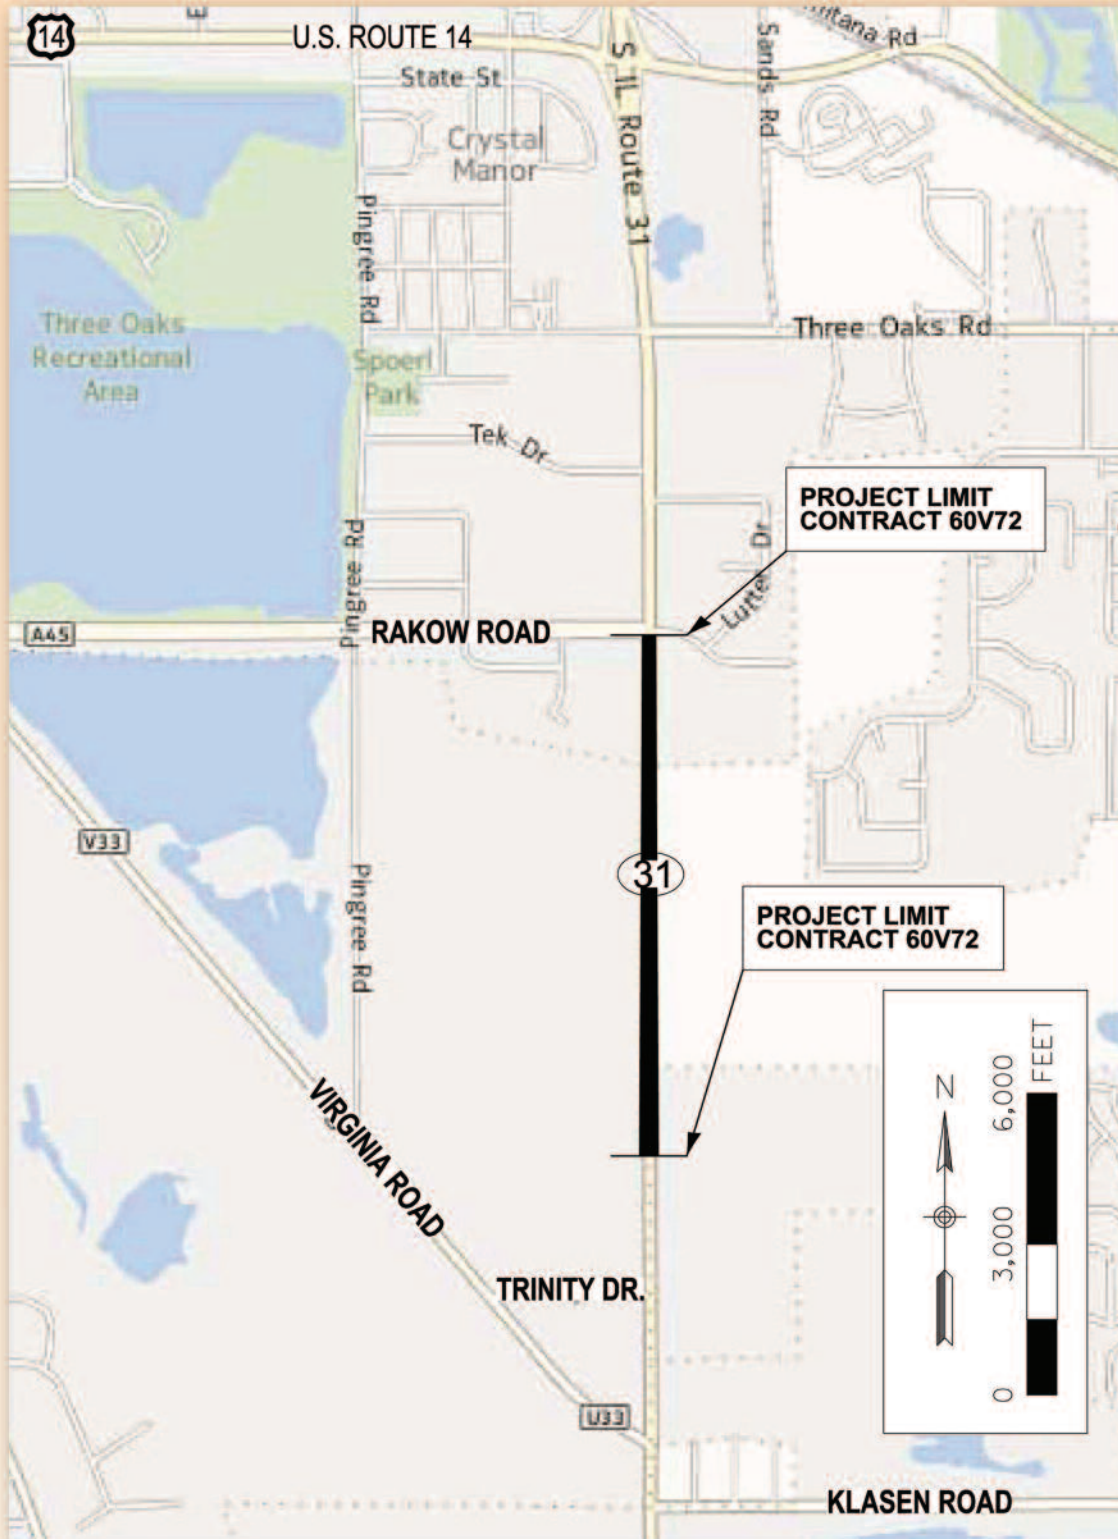 14
U.S. ROUTE 14
State St
Crystal
Manor
S IL Route 31
Sands Rd
Rd
Pingree Rd
Three Oaks
Recreational
Area
Spoerl
Park
Three Oaks Rd
Tek Dr
PROJECT LIMIT
CONTRACT 60V72
Lutter Dr
Pingree Rd
A45
RAKOW ROAD
V33
31
Pingree Rd
PROJECT LIMIT
CONTRACT 60V72
VIRGINIA ROAD
TRINITY DR.
N
0
3,000
6,000
FEET
U33
KLASEN ROAD